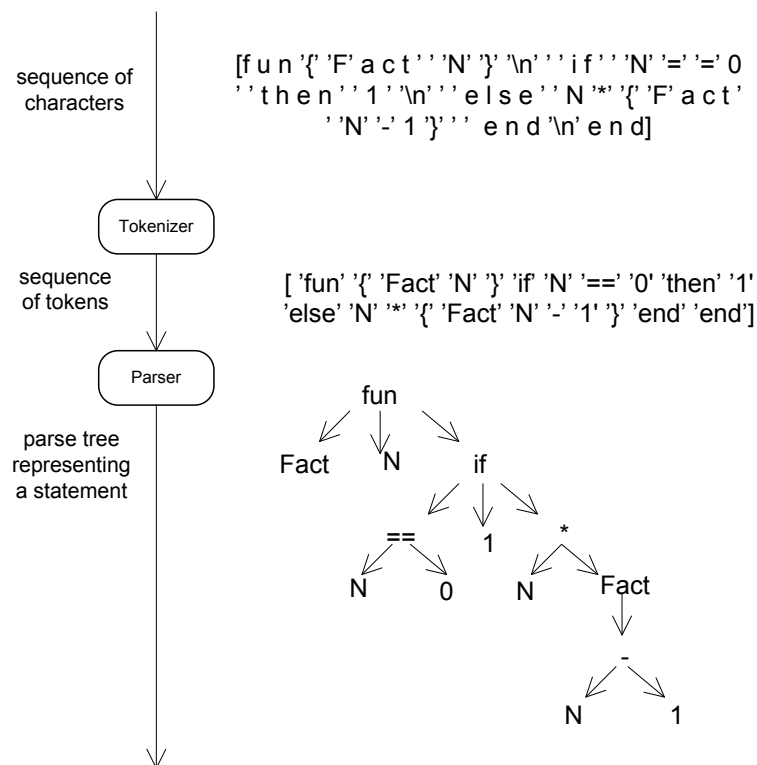 sequence of
characters
[f u n '{' 'F' a c t ' ' 'N' '}' '\n' ' ' i f ' ' 'N' '=' '=' 0
' ' t h e n ' ' 1 ' '\n' ' ' e l s e ' ' N '*' '{' 'F' a c t '
' 'N' '-' 1 '}' ' ' e n d '\n' e n d]
Tokenizer
sequence
of tokens
[ 'fun' '{' 'Fact' 'N' '}' 'if' 'N' '==' '0' 'then' '1'
'else' 'N' '*' '{' 'Fact' 'N' '-' '1' '}' 'end' 'end']
Parser
parse tree
representing
a statement
fun
Fact N if
== 1 *
N 0 N Fact
-
N 1